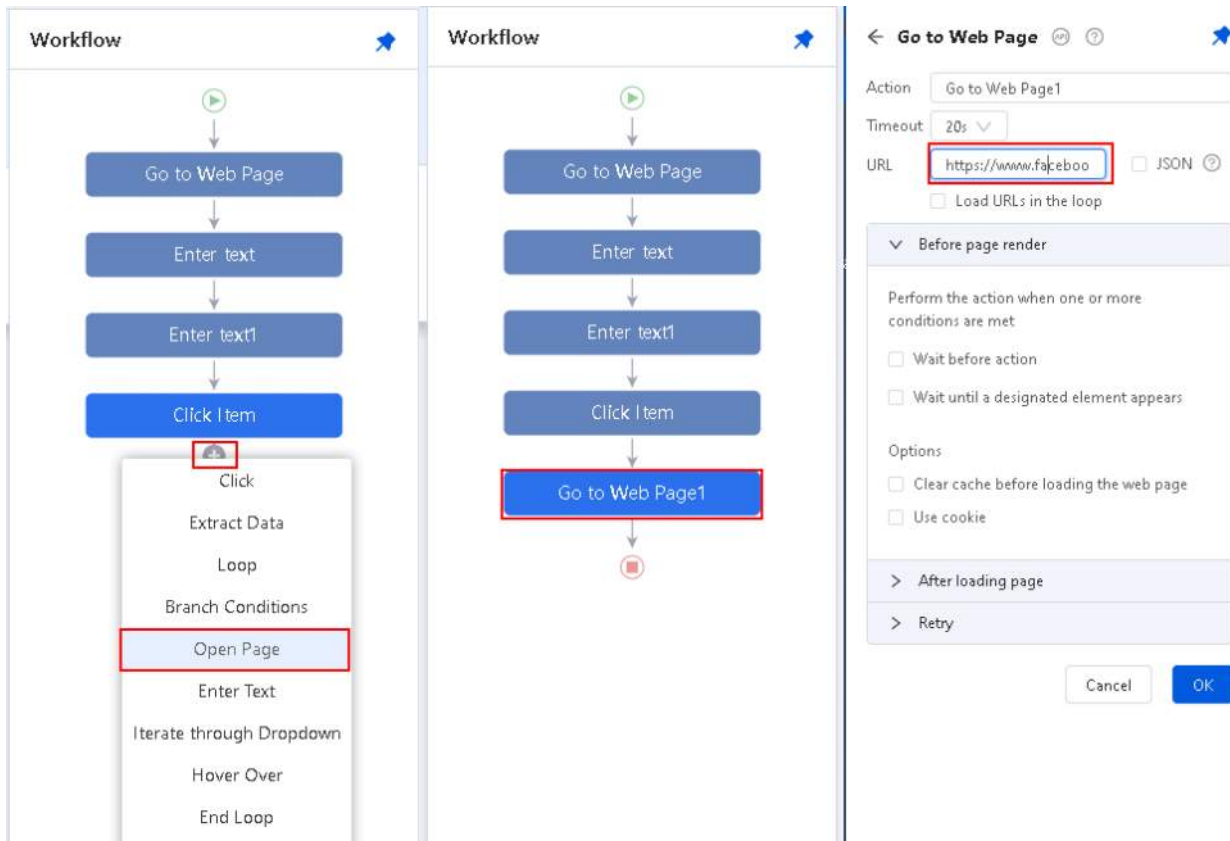 Workflow
Go to Web Page
Enter text
Enter text1
Click Item
Click
Extract Data
Loop
Branch Conditions
Open Page
Enter Text
Iterate through Dropdown
Hover Over
End Loop
Workflow
Go to Web Page
Enter text
Enter text1
Click Item
Go to Web Page1
Go to Web Page API ?
Action Go to Web Page1
Timeout 20s
URL https://www.faceboo JSON ?
Load URLs in the loop
Before page render
Perform the action when one or more
conditions are met
Wait before action
Wait until a designated element appears
Options
Clear cache before loading the web page
Use cookie
After loading page
Retry
Cancel OK